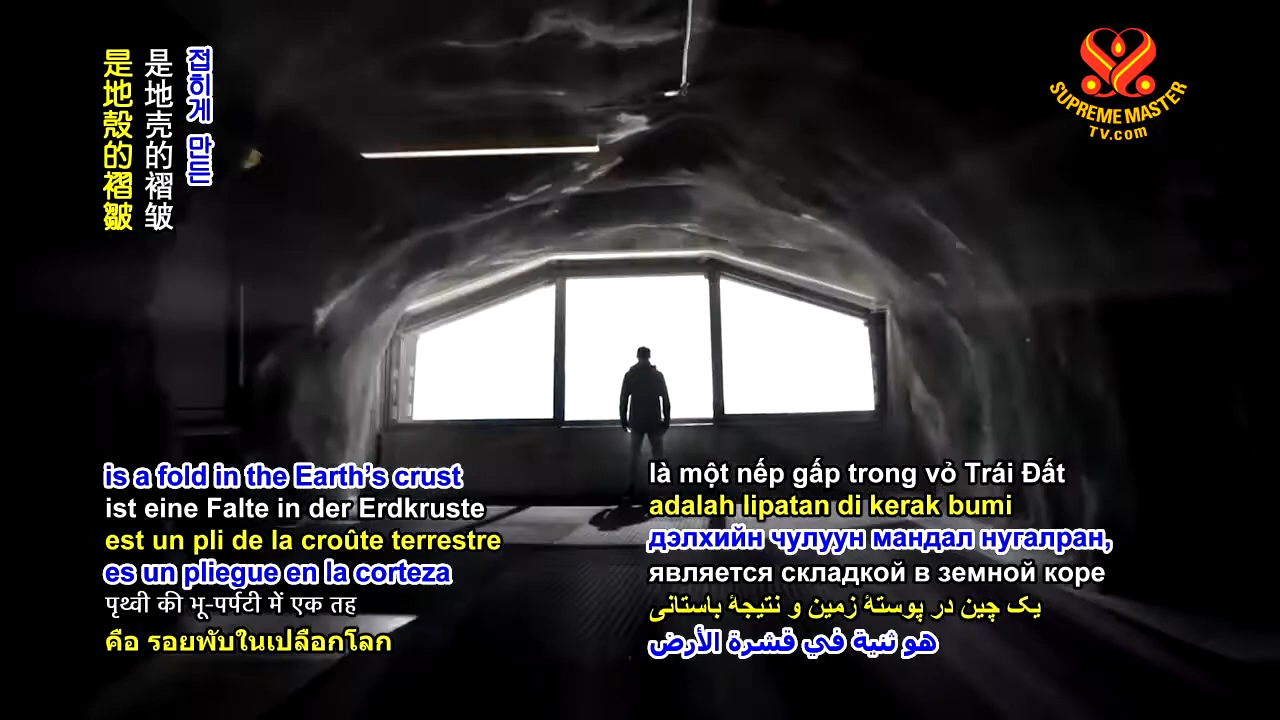 접히게 만든
是地壳的褶皱
是地殼的褶皺
SUPREME MASTER
TV.com
is a fold in the Earth's crust
ist eine Falte in der Erdkruste
est un pli de la croûte terrestre
es un pliegue en la corteza
पृथ्वी की भू-पर्पटी में एक तह
คือ รอยพับในเปลือกโลก
là một nếp gấp trong vỏ Trái Đất
adalah lipatan di kerak bumi
дэлхийн чулуун мандал нугалран,
является складкой в земной коре
یک چین در پوستهٔ زمین و نتیجهٔ باستانی
هو ثنية في قشرة الأرض